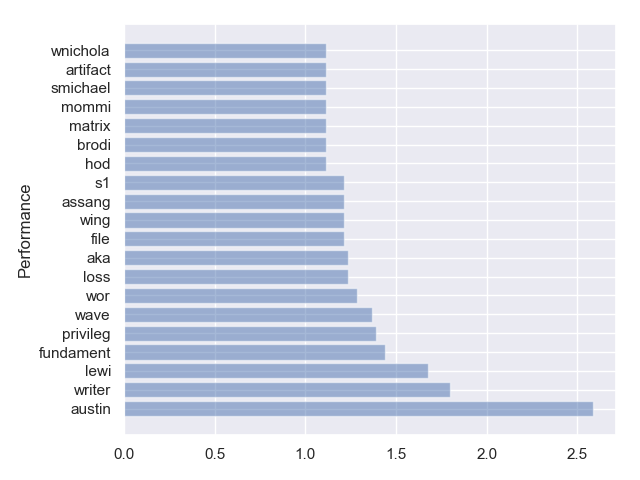 wnichola
artifact
smichael
mommi
matrix
brodi
hod
s1
assang
wing
file
aka
loss
wor
wave
privileg
fundament
lewi
writer
austin
Performance
0.0 0.5 1.0 1.5 2.0 2.5